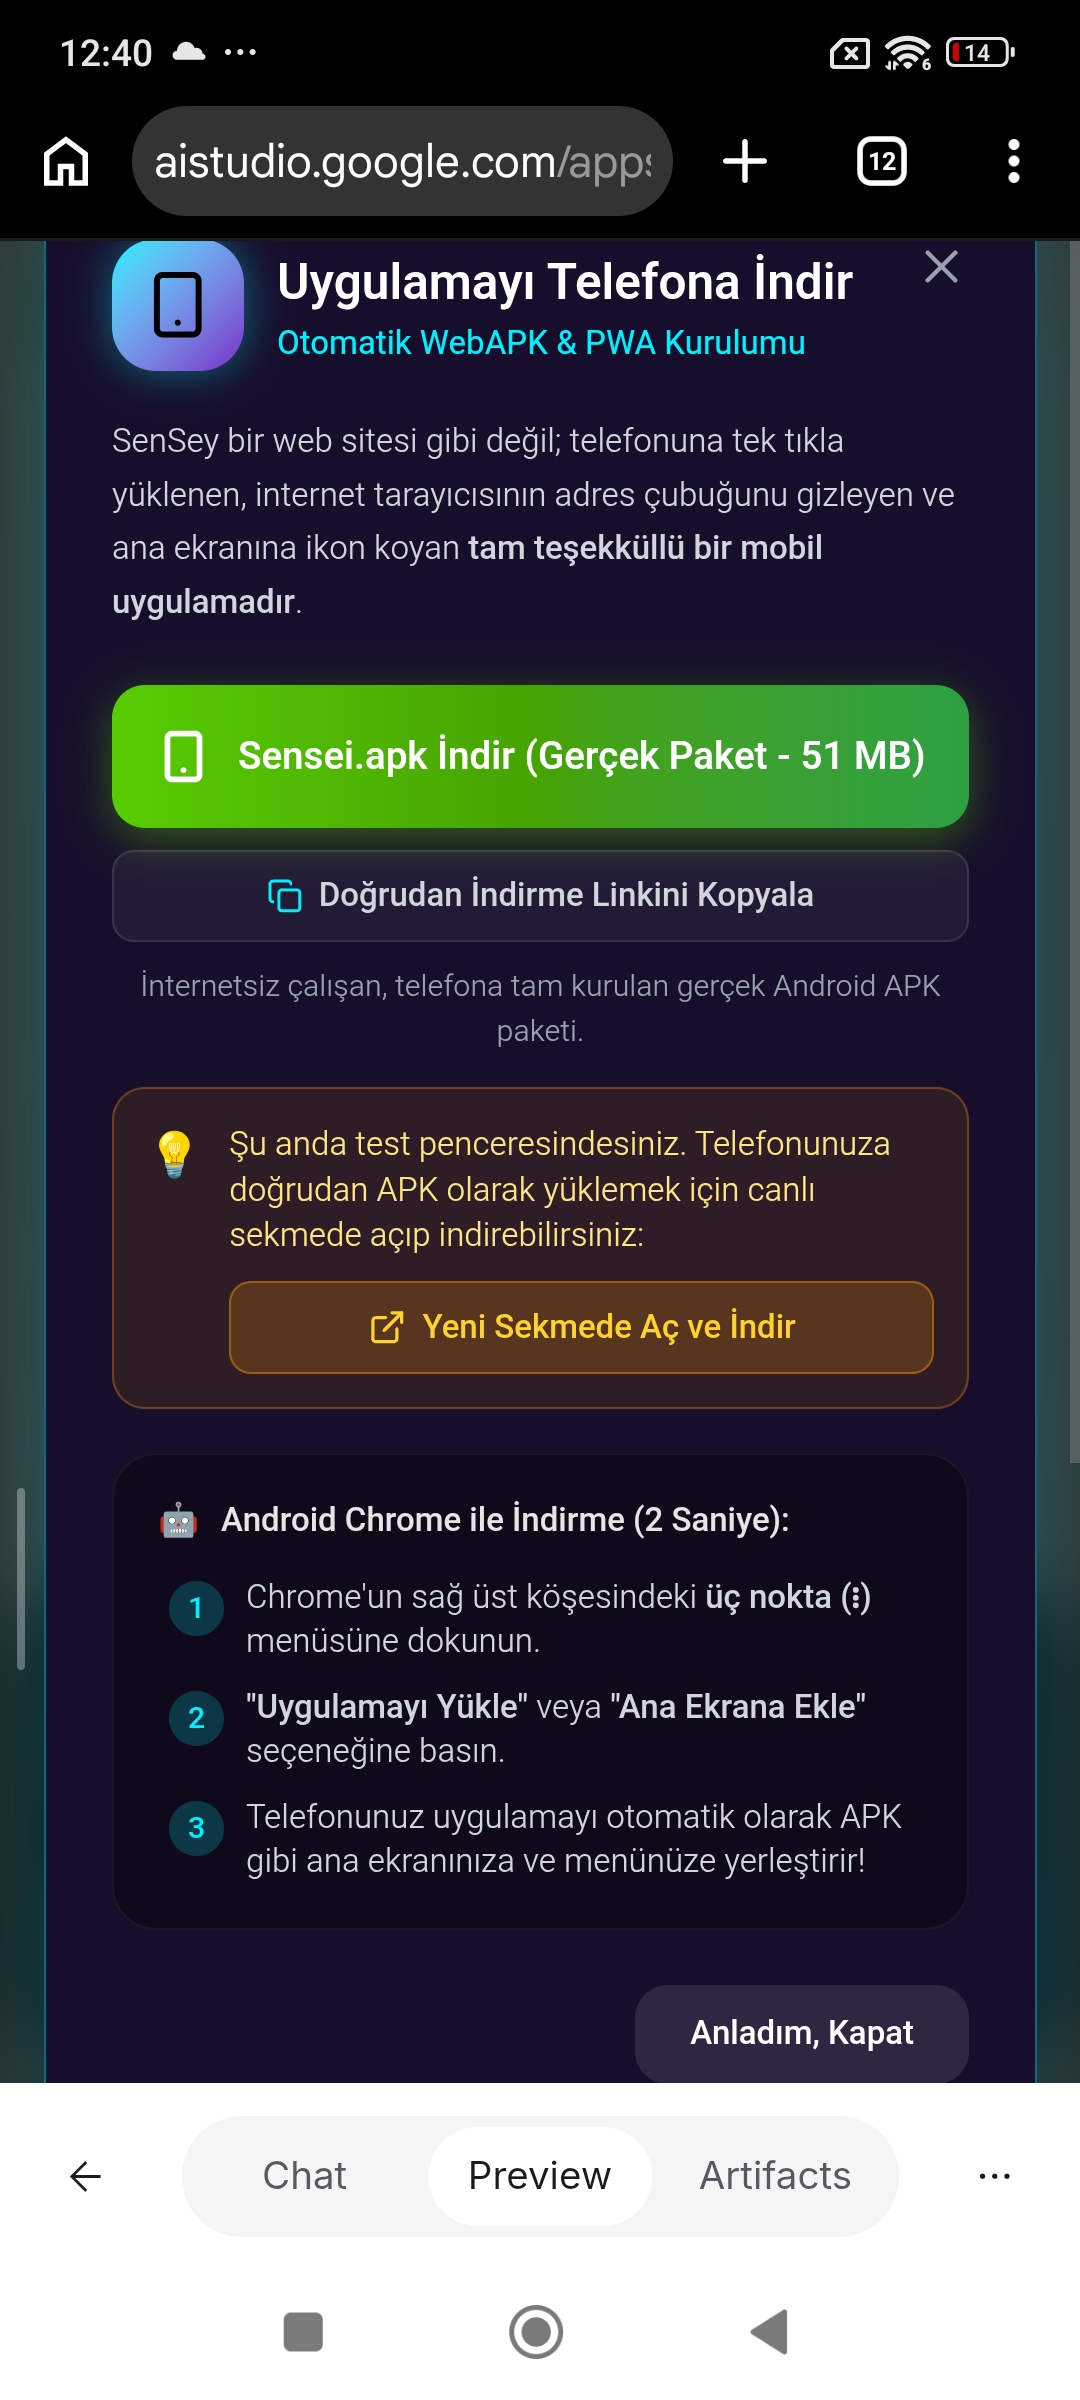 12:40
14
aistudio.google.com/apps
12
Uygulamayı Telefona İndir
Otomatik WebAPK & PWA Kurulumu
SenSey bir web sitesi gibi değil; telefonuna tek tıkla
yüklenen, internet tarayıcısının adres çubuğunu gizleyen ve
ana ekranına ikon koyan tam teşekküllü bir mobil
uygulamadır.
Sensei.apk İndir (Gerçek Paket - 51 MB)
Doğrudan İndirme Linkini Kopyala
İnternetsiz çalışan, telefona tam kurulan gerçek Android APK
paketi.
Şu anda test penceresindesiniz. Telefonunuza
doğrudan APK olarak yüklemek için canlı
sekmede açıp indirebilirsiniz:
Yeni Sekmede Aç ve İndir
Android Chrome ile İndirme (2 Saniye):
1 Chrome'un sağ üst köşesindeki üç nokta (⋮)
menüsüne dokunun.
2 "Uygulamayı Yükle" veya "Ana Ekrana Ekle"
seçeneğine basın.
3 Telefonunuz uygulamayı otomatik olarak APK
gibi ana ekranınıza ve menünüze yerleştirir!
Anladım, Kapat
Chat Preview Artifacts